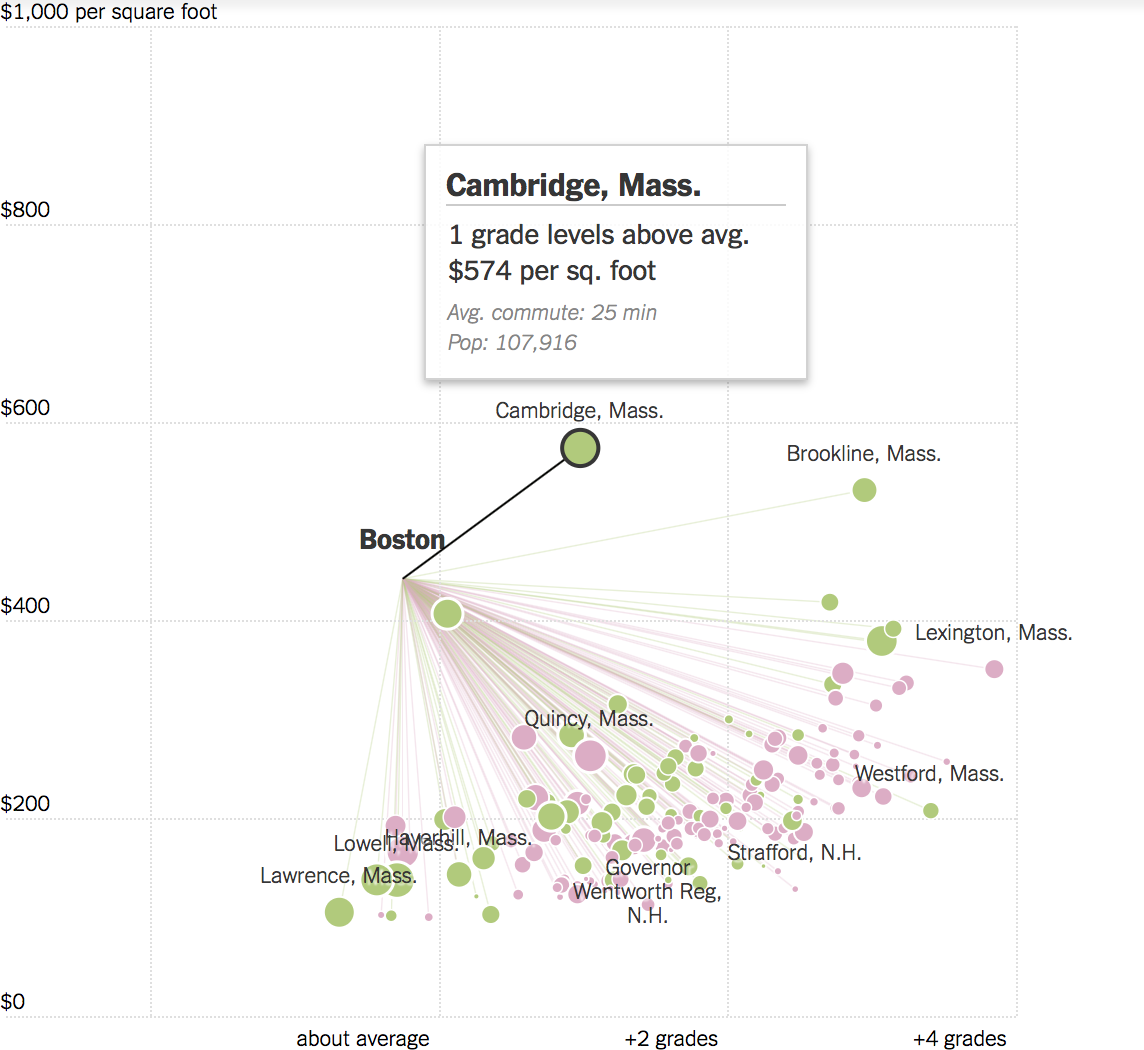 $1,000 per square foot
Cambridge, Mass.
$800
1 grade levels above avg.
$574 per sq. foot
Avg. commute: 25 min
Pop: 107,916
$600
Cambridge, Mass.
Brookline, Mass.
Boston
$400
Lexington, Mass.
Quincy, Mass.
Westford, Mass.
$200
Haverhill, Mass.
Lowell, Mass.
Strafford, N.H.
Lawrence, Mass.
Governor
Wentworth Reg,
N.H.
$0
about average
+2 grades
+4 grades